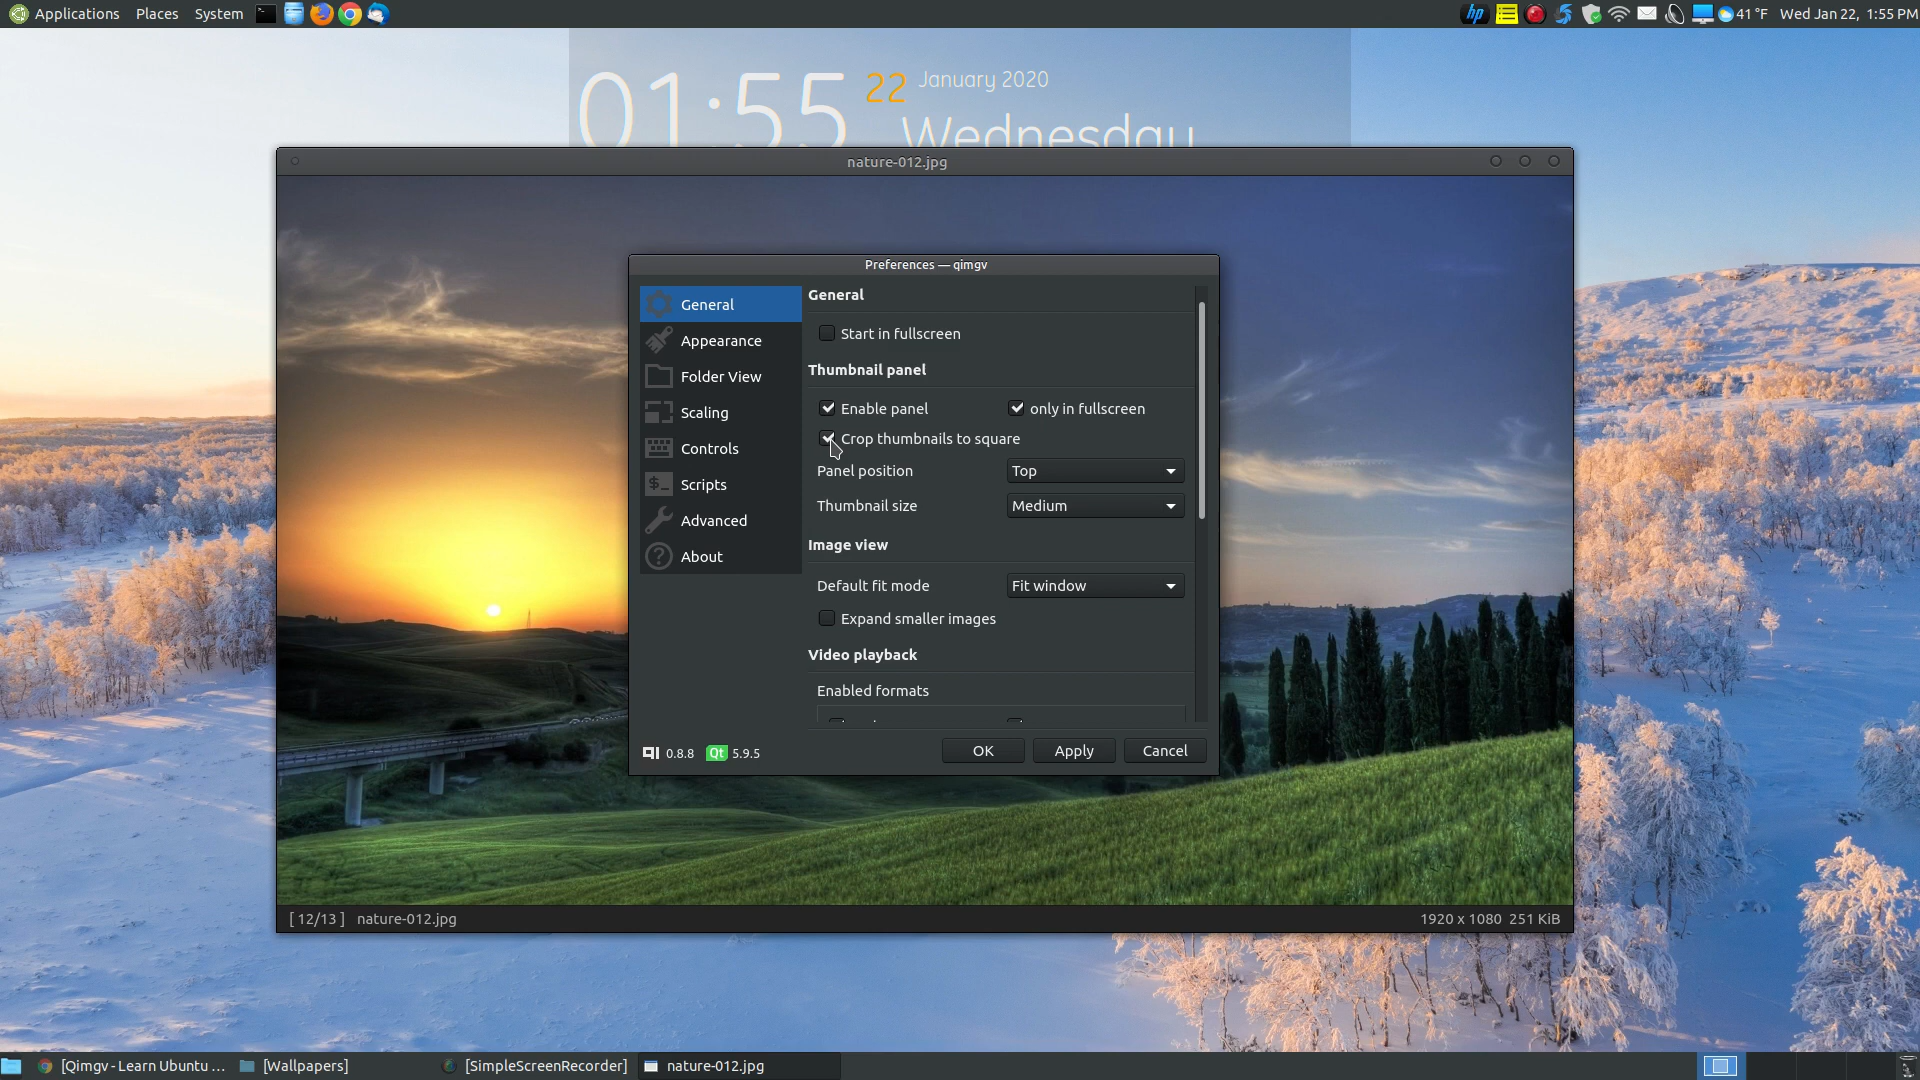 Applications Places System
hp 41 °F Wed Jan 22, 1:55 PM
01:55 22 January 2020
Wednesday
nature-012.jpg
Preferences — qimgv
General
Appearance
Folder View
Scaling
Controls
$_ Scripts
Advanced
? About
General
Start in fullscreen
Thumbnail panel
Enable panel only in fullscreen
Crop thumbnails to square
Panel position Top
Thumbnail size Medium
Image view
Default fit mode Fit window
Expand smaller images
Video playback
Enabled formats
0.8.8 Qt 5.9.5
OK Apply Cancel
[ 12/13 ] nature-012.jpg 1920 x 1080 251 KiB
[Qimgv - Learn Ubuntu ... [Wallpapers] [SimpleScreenRecorder] nature-012.jpg